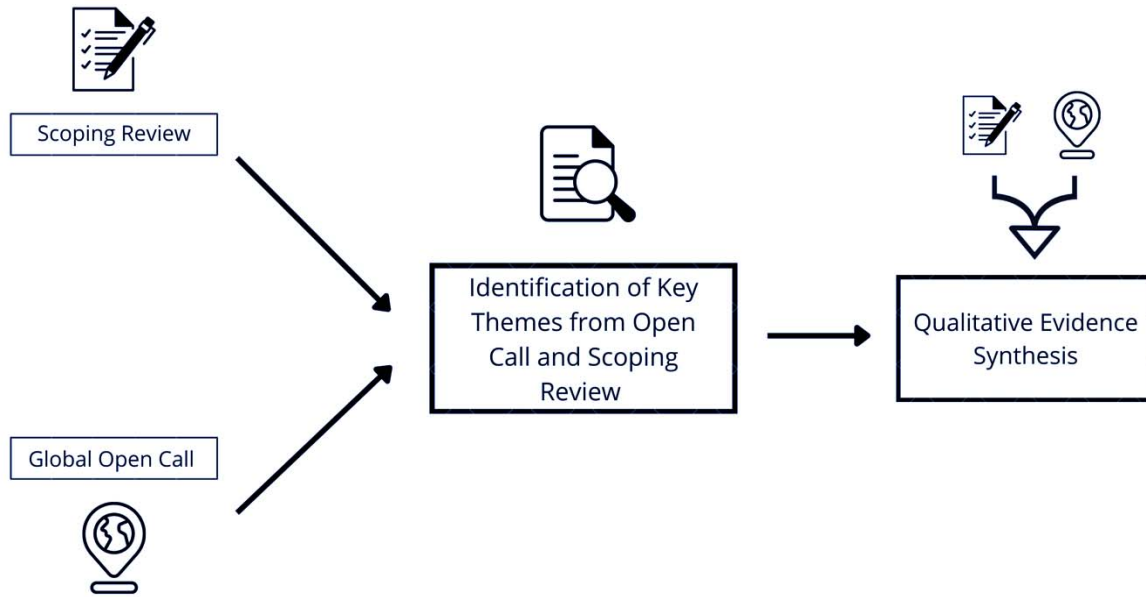 Scoping Review
Global Open Call
Identification of Key
Themes from Open
Call and Scoping
Review
Qualitative Evidence
Synthesis